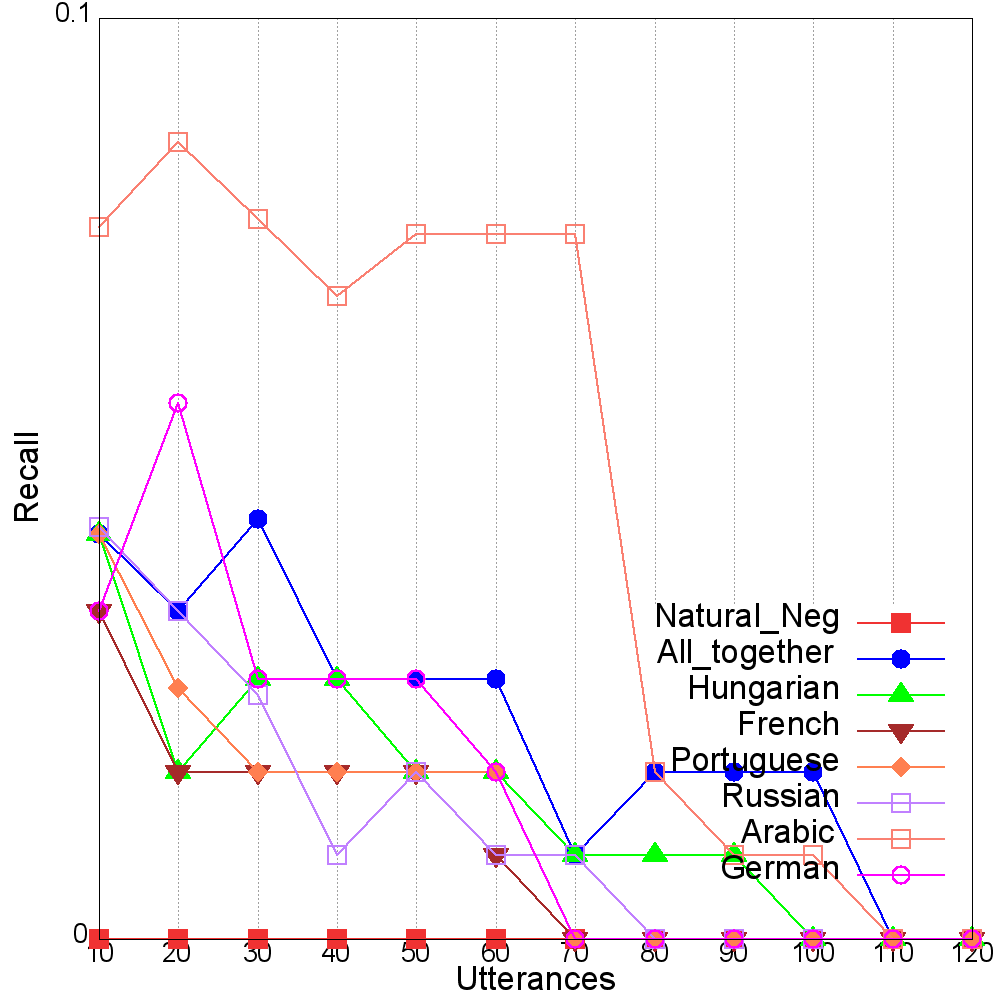 0.1
Recall
Natural_Neg
All_together
Hungarian
French
Portuguese
Russian
Arabic
German
0
10 20 30 40 50 60 70 80 90 100 110 120
Utterances